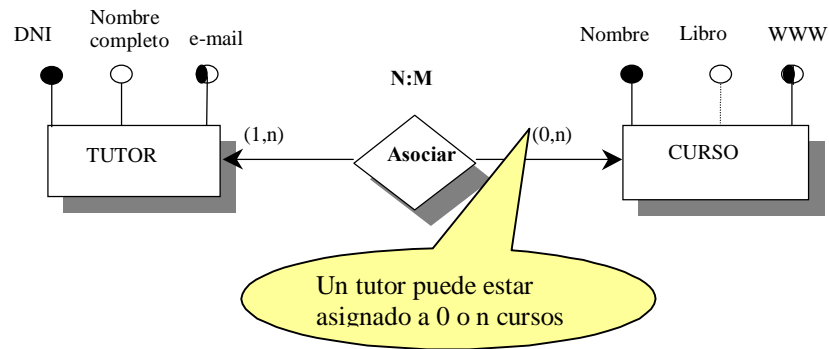 DNI
Nombre
completo
e-mail
Nombre
Libro
WWW
N:M
(1,n)
(0,n)
TUTOR
Asociar
CURSO
Un tutor puede estar
asignado a 0 o n cursos